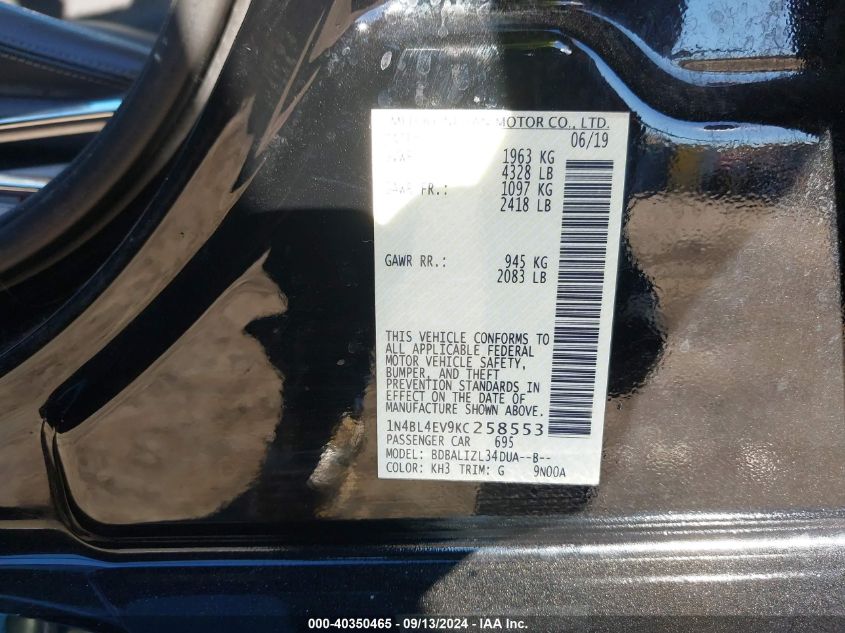 MOTOR CO., LTD.
06/19
1963 KG
4328 LB
FR.: 1097 KG
2418 LB
GAWR RR.: 945 KG
2083 LB
THIS VEHICLE CONFORMS TO
ALL APPLICABLE FEDERAL
MOTOR VEHICLE SAFETY,
BUMPER, AND THEFT
PREVENTION STANDARDS IN
EFFECT ON THE DATE OF
MANUFACTURE SHOWN ABOVE.
1N4BL4EV9KC258553
PASSENGER CAR 695
MODEL: BDBALIZL34DUA--B--
COLOR: KH3 TRIM: G 9N00A
000-40350465 - 09/13/2024 - ©IAA, Inc.